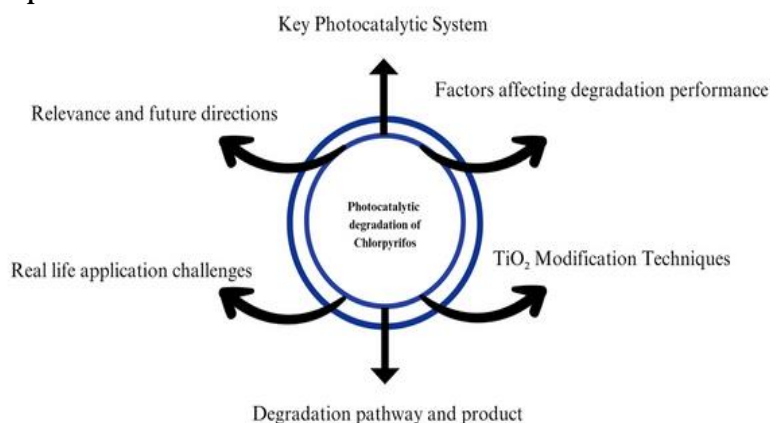 Key Photocatalytic System
Factors affecting degradation performance
Relevance and future directions
Photocatalytic
degradation of
Chlorpyrifos
TiO₂ Modification Techniques
Real life application challenges
Degradation pathway and product